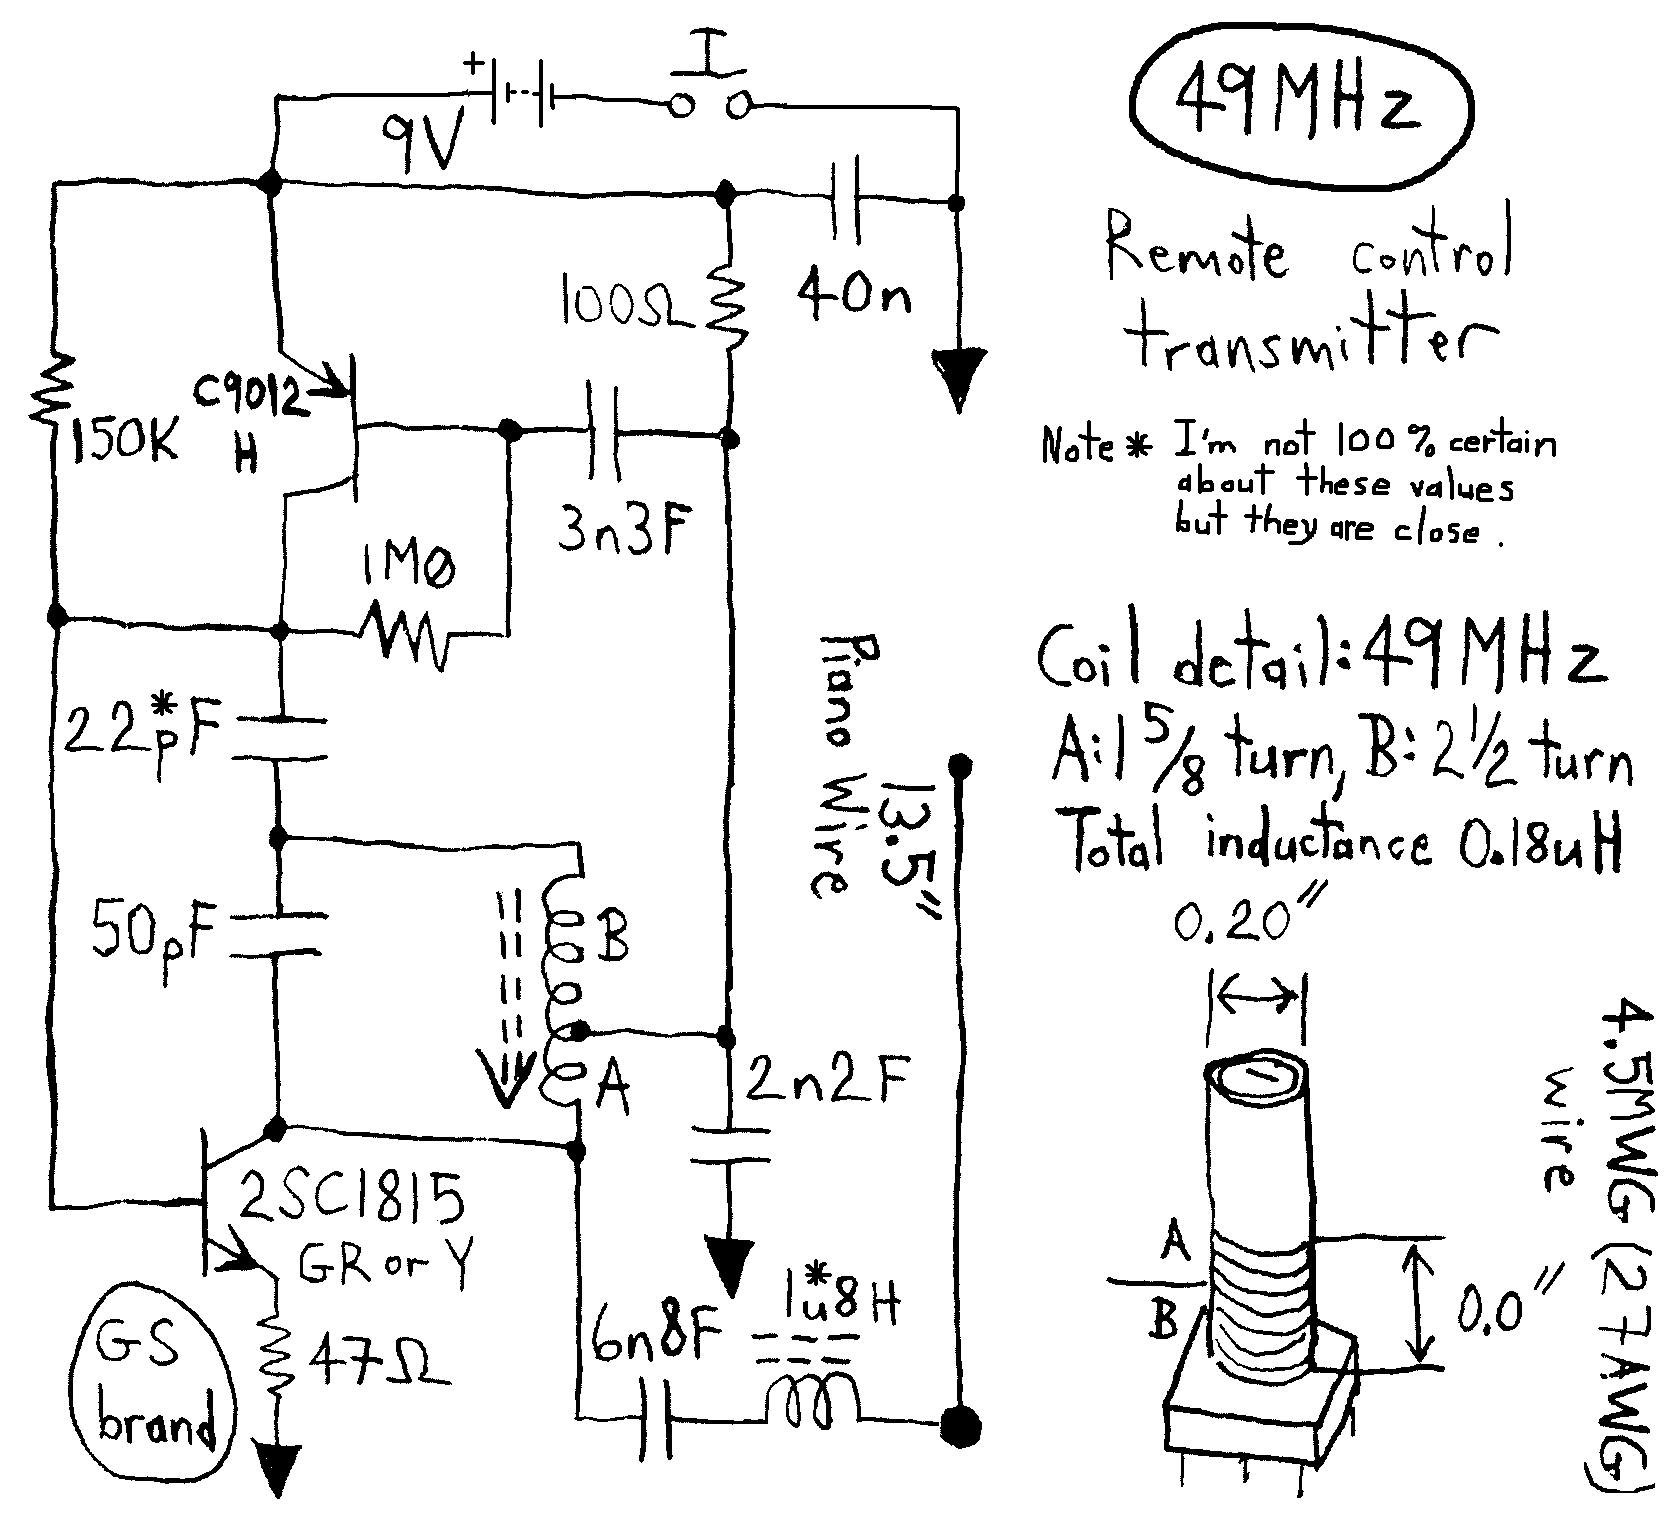 I
+
9V
49MHz
Remote control
transmitter
100Ω
40n
C9012
H
150K
Note * I'm not 100% certain
about these values
but they are close.
3n3F
1M0
Coil detail: 49MHz
A: 1 5/8 turn, B: 2 1/2 turn
Total inductance 0.18uH
22*pF
Piano Wire
13.5"
50pF
B
A
2n2F
0.20"
4.5MWG (27AWG)
wire
2SC1815
GR or Y
A
B
0.0"
6n8F
1*u8H
47Ω
GS
brand